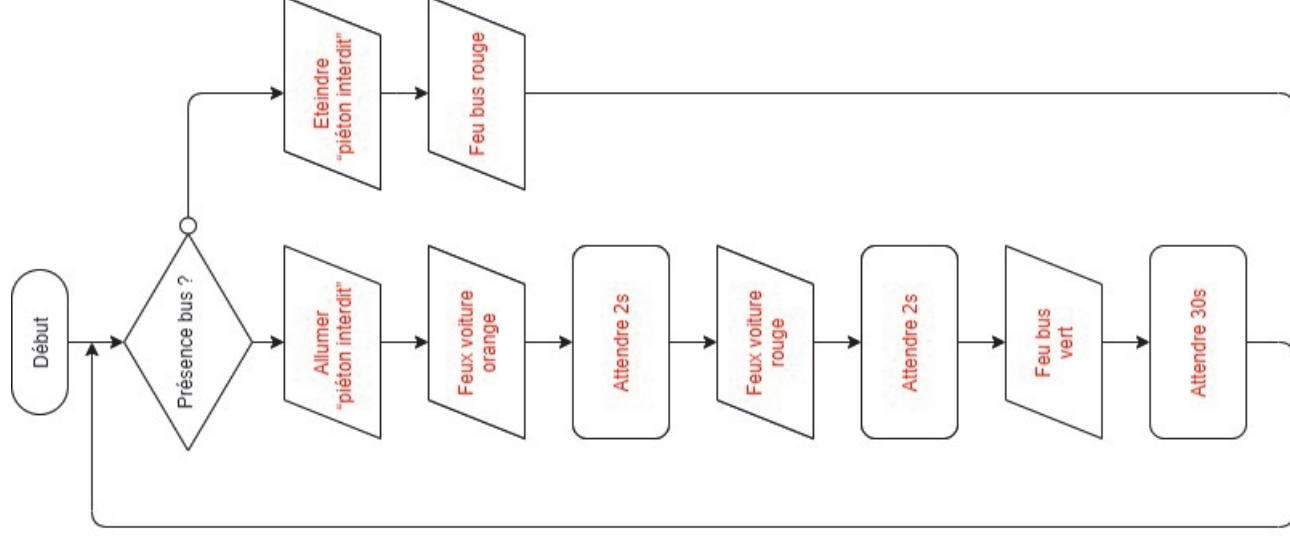 Début
Présence bus ?
Allumer
“piéton interdit”
Feux voiture
orange
Attendre 2s
Feux voiture
rouge
Attendre 2s
Feu bus
vert
Attendre 30s
Eteindre
“piéton interdit”
Feu bus rouge